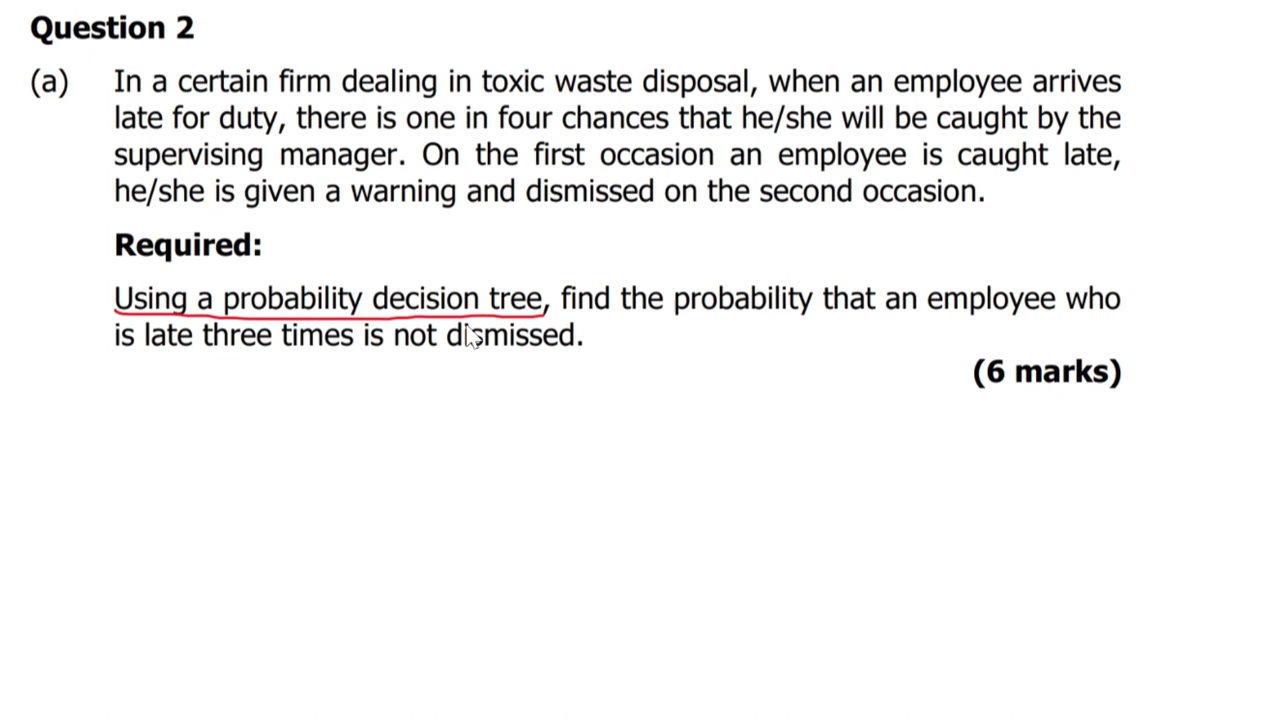 Question 2
(a) In a certain firm dealing in toxic waste disposal, when an employee arrives
late for duty, there is one in four chances that he/she will be caught by the
supervising manager. On the first occasion an employee is caught late,
he/she is given a warning and dismissed on the second occasion.
Required:
Using a probability decision tree, find the probability that an employee who
is late three times is not dismissed.
(6 marks)